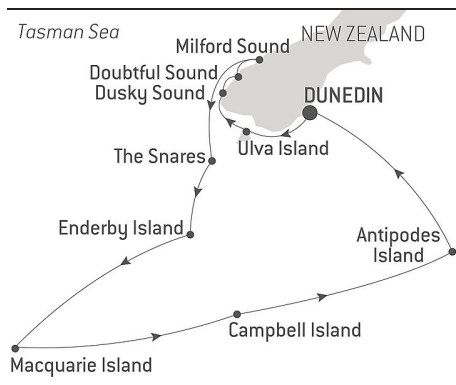 Tasman Sea
NEW ZEALAND
Milford Sound
Doubtful Sound
Dusky Sound
DUNEDIN
Ulva Island
The Snares
Enderby Island
Antipodes
Island
Campbell Island
Macquarie Island